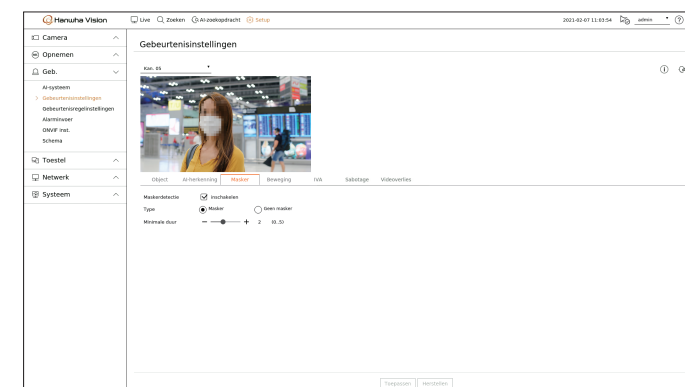 Hanwha Vision Live Zoeken AI-zoekopdracht Setup 2021-02-07 11:03:54 admin
Camera
Opnemen
Geb.
AI-systeem
Gebeurtenisinstellingen
Gebeurtenisregelinstellingen
Alarminvoer
ONVIF inst.
Schema
Toestel
Netwerk
Systeem
Gebeurtenisinstellingen
Kan. 05
Object AI-herkenning Masker Beweging IVA Sabotage Videoverlies
Maskerdetectie Inschakelen
Type Masker Geen masker
Minimale duur 2 (0..5)
Toepassen Herstellen